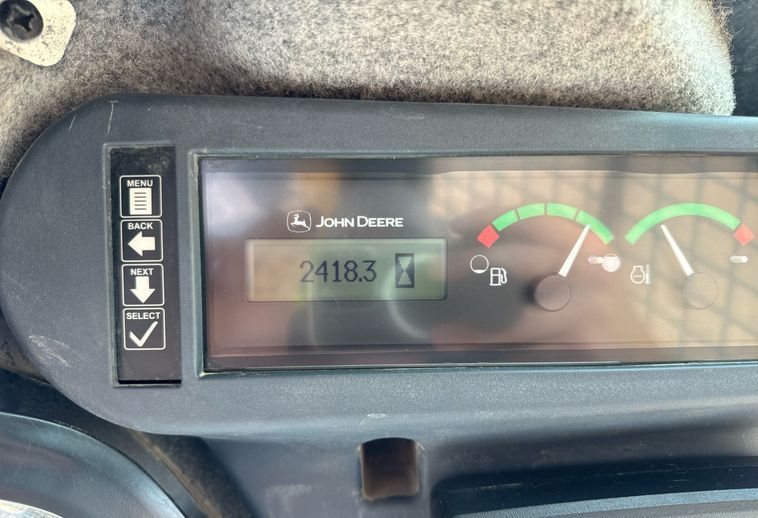 MENU
BACK
NEXT
SELECT
JOHN DEERE
2418.3